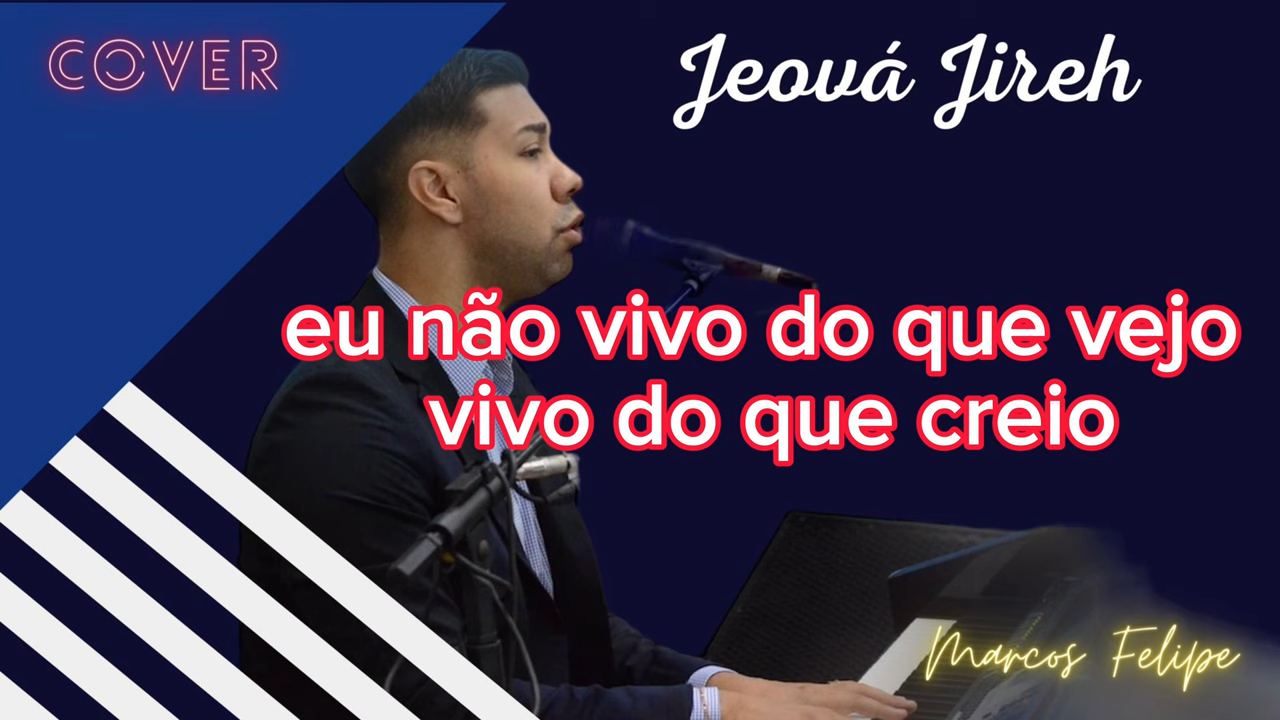 COVER
Jeová Jireh
eu não vivo do que vejo
vivo do que creio
Marcos Felipe